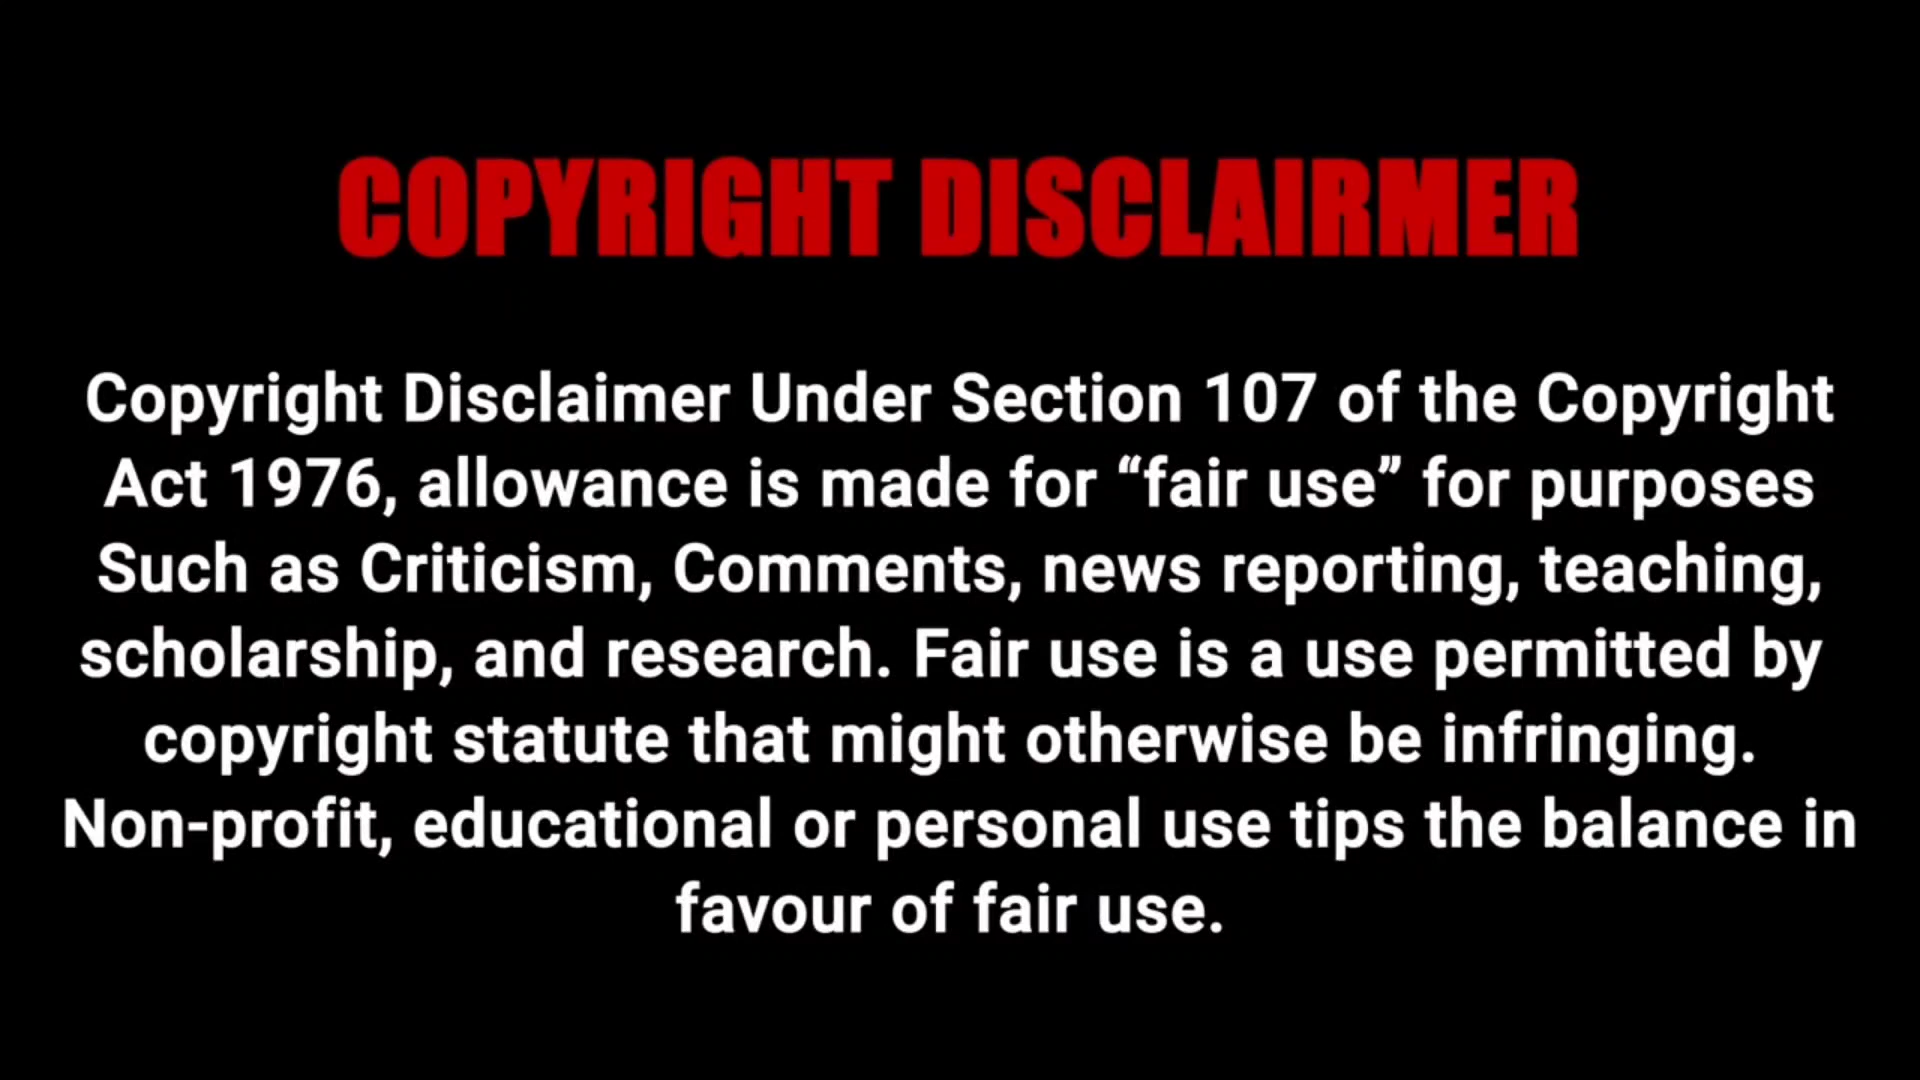 COPYRIGHT DISCLAIRMER
Copyright Disclaimer Under Section 107 of the Copyright
Act 1976, allowance is made for “fair use” for purposes
Such as Criticism, Comments, news reporting, teaching,
scholarship, and research. Fair use is a use permitted by
copyright statute that might otherwise be infringing.
Non-profit, educational or personal use tips the balance in
favour of fair use.